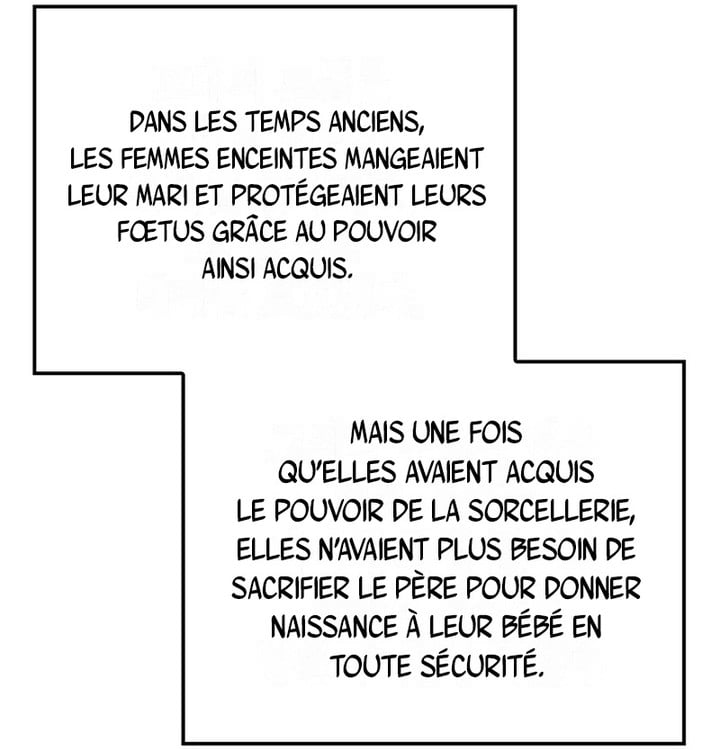 DANS LES TEMPS ANCIENS,
LES FEMMES ENCEINTES MANGEAIENT
LEUR MARI ET PROTÉGEAIENT LEURS
FŒTUS GRÂCE AU POUVOIR
AINSI ACQUIS.
MAIS UNE FOIS
QU'ELLES AVAIENT ACQUIS
LE POUVOIR DE LA SORCELLERIE,
ELLES N'AVAIENT PLUS BESOIN DE
SACRIFIER LE PÈRE POUR DONNER
NAISSANCE À LEUR BÉBÉ EN
TOUTE SÉCURITÉ.